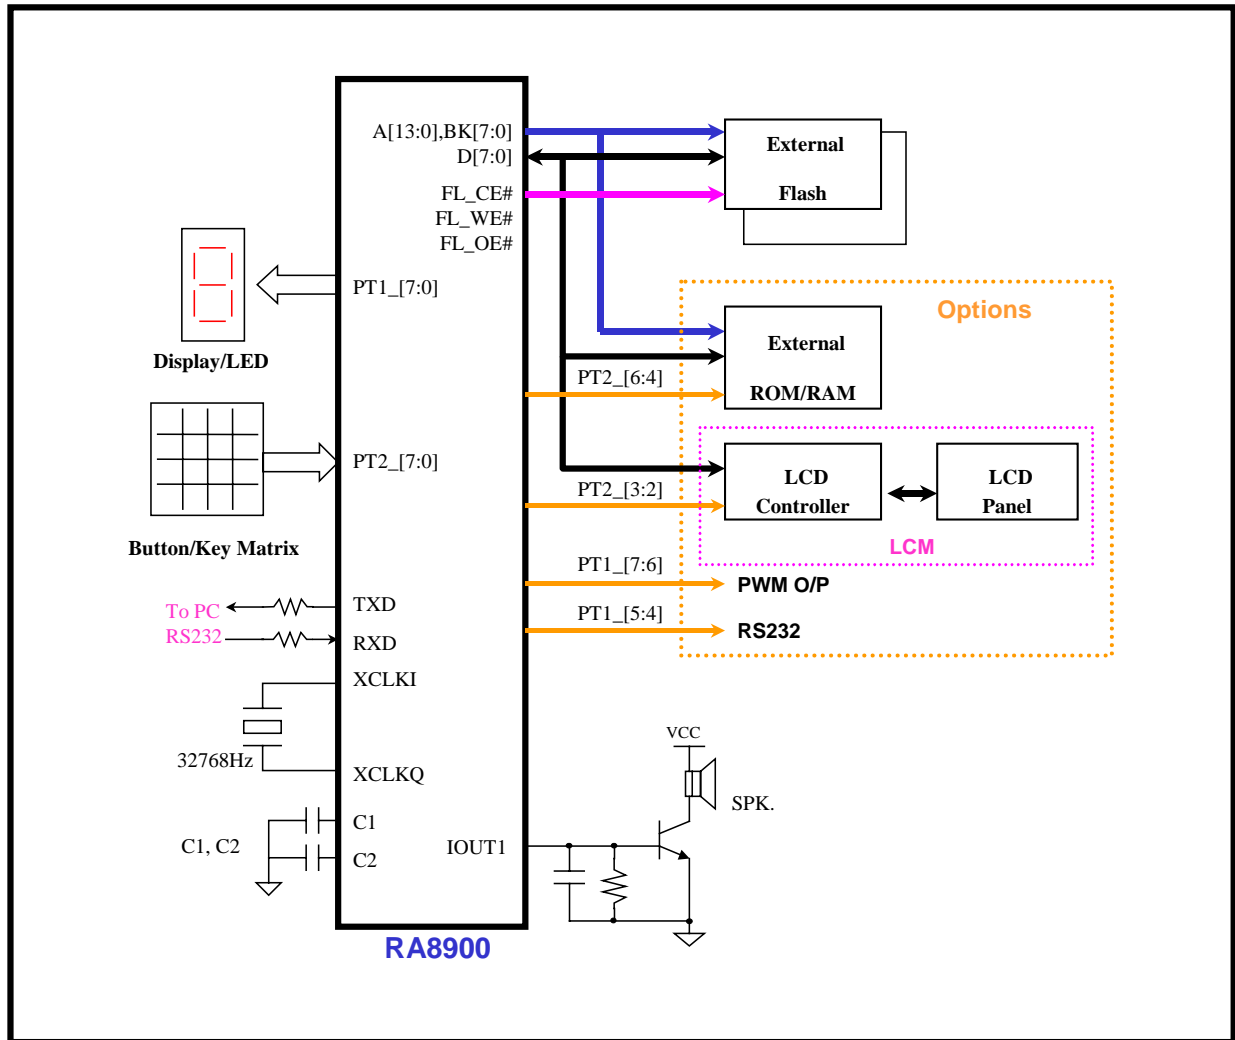 A[13:0],BK[7:0]
D[7:0]
FL_CE#
FL_WE#
FL_OE#
External
Flash
PT1_[7:0]
Display/LED
Options
External
ROM/RAM
PT2_[6:4]
PT2_[7:0]
Button/Key Matrix
LCD
Controller
LCD
Panel
PT2_[3:2]
LCM
PT1_[7:6]
PWM O/P
PT1_[5:4]
RS232
To PC
RS232
TXD
RXD
XCLKI
32768Hz
XCLKQ
C1, C2
C1
C2
IOUT1
VCC
SPK.
RA8900